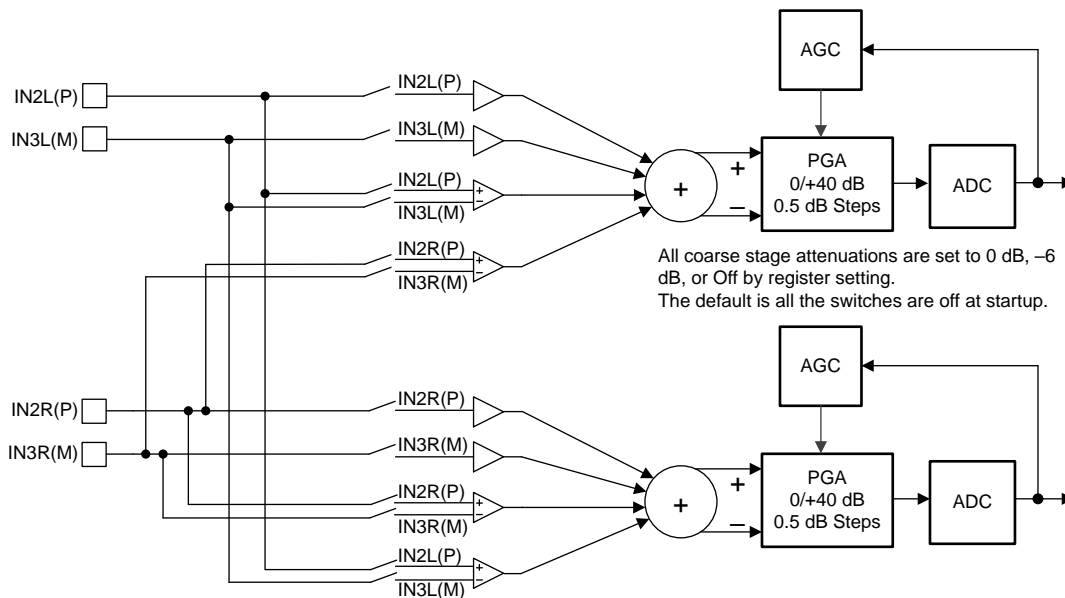 AGC
IN2L(P)
IN2L(P)
IN3L(M)
IN3L(M)
+
PGA
0/+40 dB
0.5 dB Steps
ADC
+
–
IN2L(P)
+
–
IN3L(M)
IN2R(P)
+
–
IN3R(M)
All coarse stage attenuations are set to 0 dB, –6
dB, or Off by register setting.
The default is all the switches are off at startup.
AGC
IN2R(P)
IN2R(P)
IN3R(M)
IN3R(M)
+
PGA
0/+40 dB
0.5 dB Steps
ADC
+
–
IN2R(P)
+
–
IN3R(M)
IN2L(P)
+
–
IN3L(M)